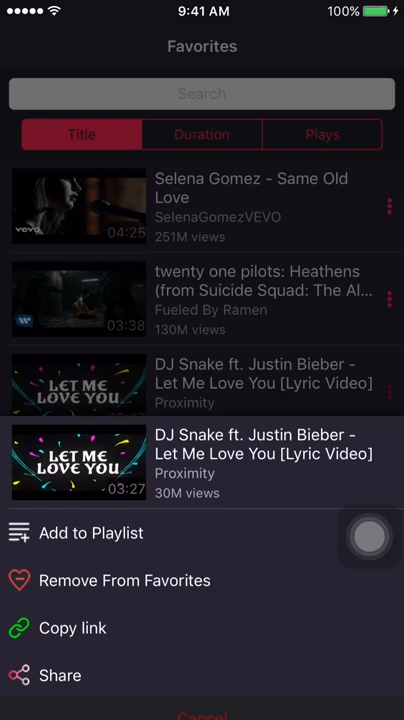 9:41 AM
100%
Favorites
Search
Title
Duration
Plays
Selena Gomez - Same Old
Love
SelenaGomezVEVO
251M views
vevo
04:25
twenty one pilots: Heathens
(from Suicide Squad: The Al...
Fueled By Ramen
130M views
03:38
DJ Snake ft. Justin Bieber -
Let Me Love You [Lyric Video]
Proximity
LET ME
LOVE YOU
DJ Snake ft. Justin Bieber -
Let Me Love You [Lyric Video]
Proximity
30M views
LET ME
LOVE YOU
03:27
Add to Playlist
Remove From Favorites
Copy link
Share
Cancel